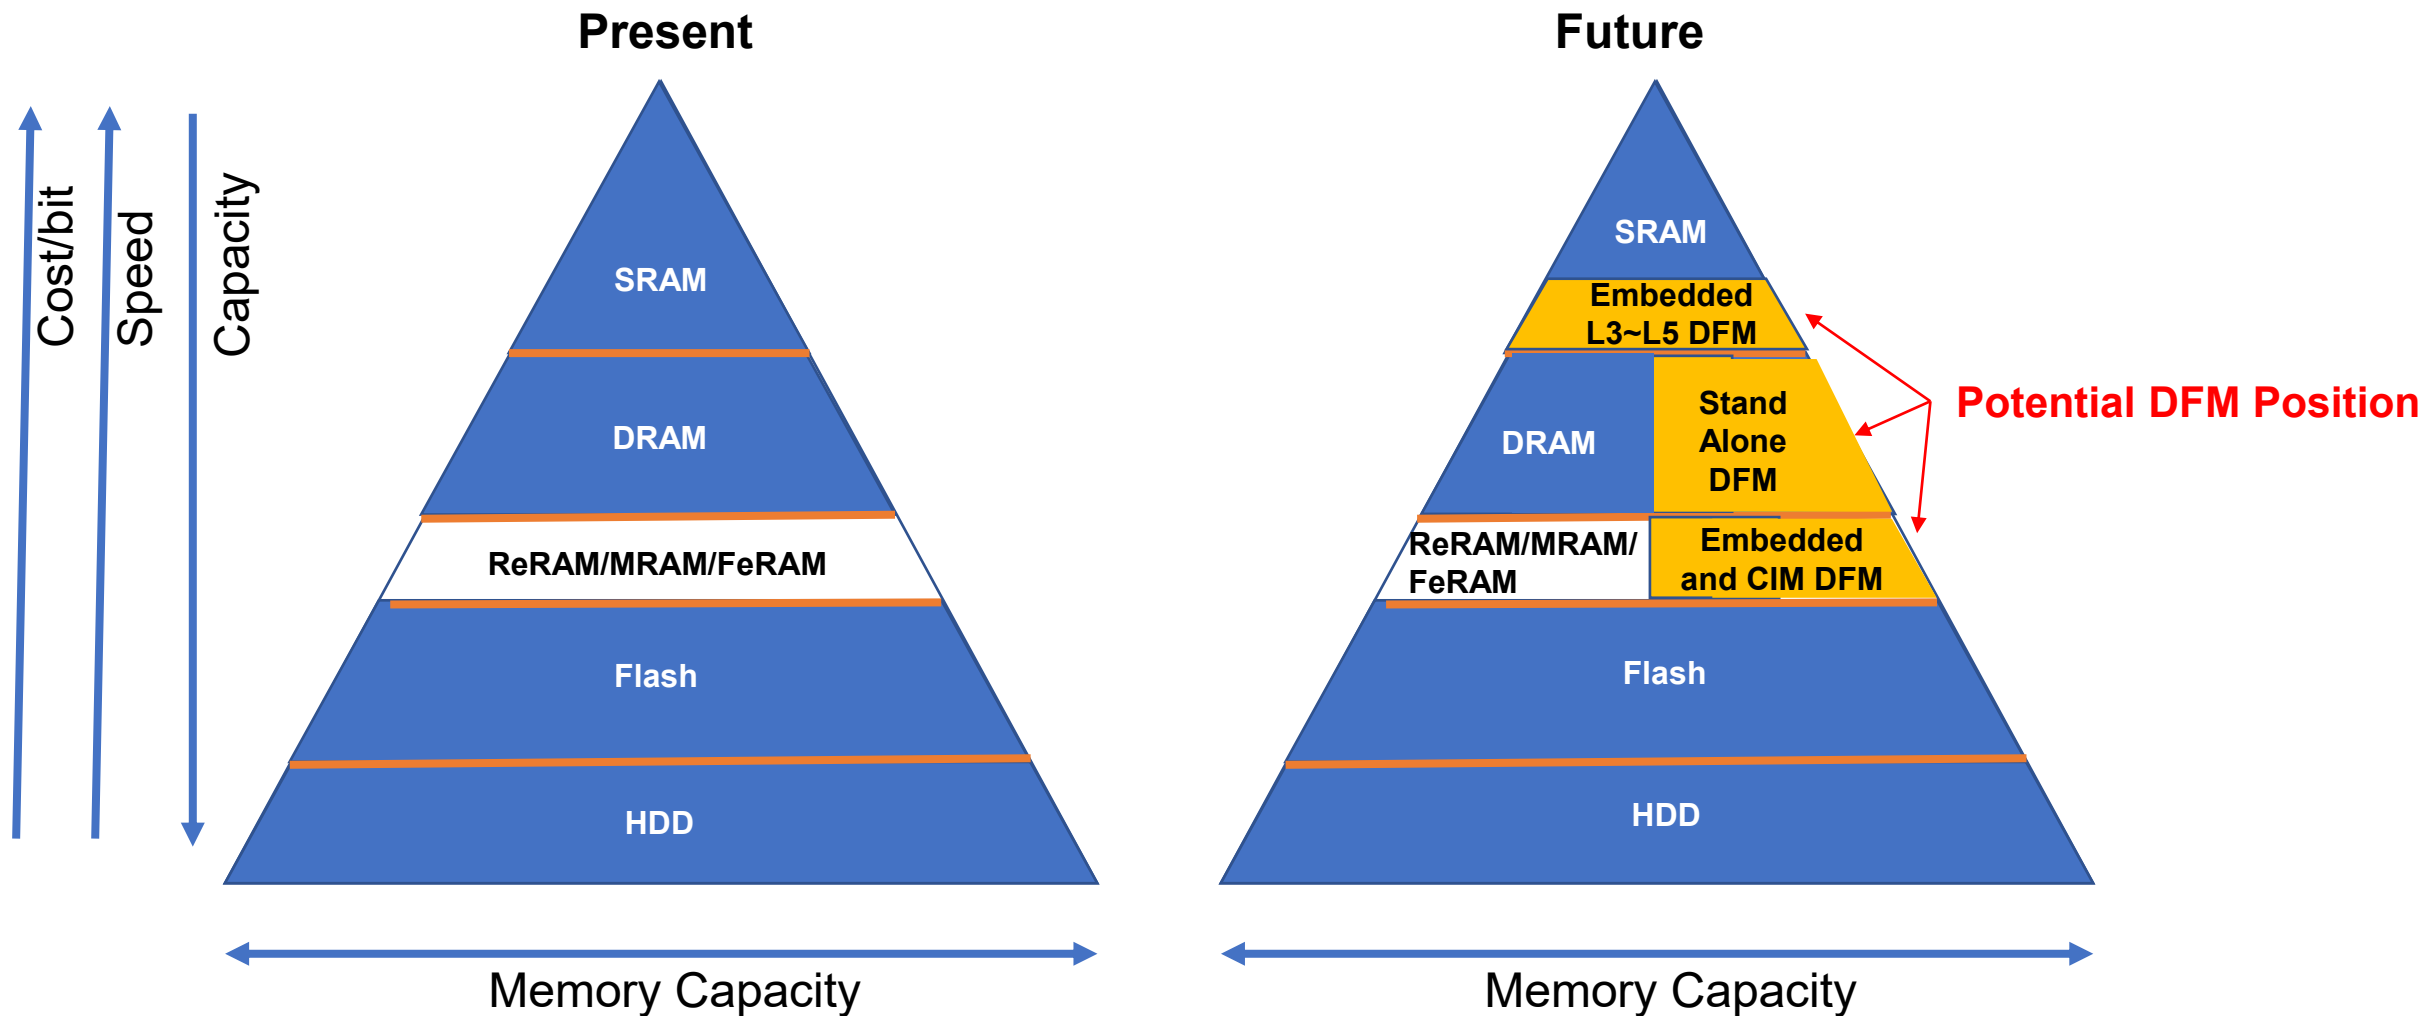 Present
Cost/bit
Speed
Capacity
SRAM
DRAM
ReRAM/MRAM/FeRAM
Flash
HDD
Memory Capacity
Future
SRAM
Embedded
L3~L5 DFM
DRAM
Stand
Alone
DFM
Potential DFM Position
ReRAM/MRAM/
FeRAM
Embedded
and CIM DFM
Flash
HDD
Memory Capacity